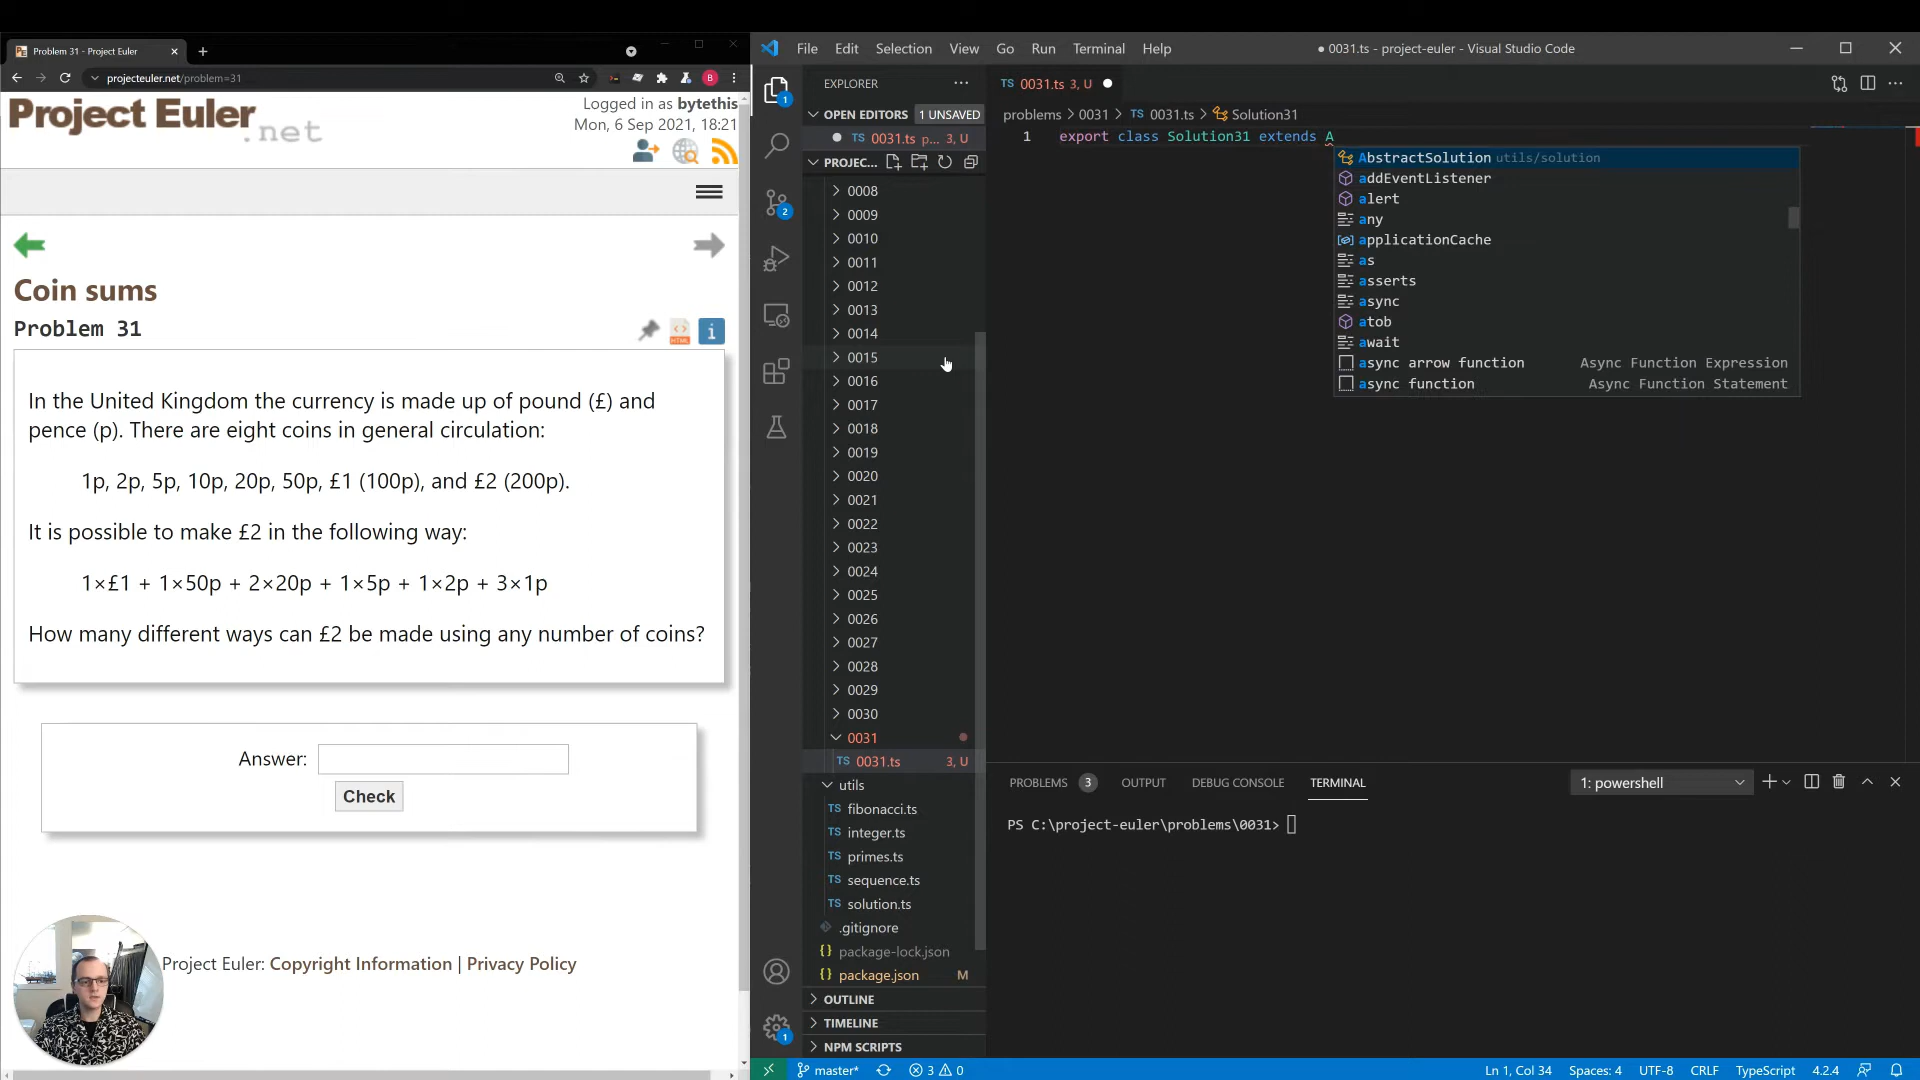 Problem 31 - Project Euler
projecteuler.net/problem=31
B
Project Euler
.net
Logged in as bytethis
Mon, 6 Sep 2021, 18:21
Coin sums
Problem 31
HTML
i
In the United Kingdom the currency is made up of pound (£) and
pence (p). There are eight coins in general circulation:
1p, 2p, 5p, 10p, 20p, 50p, £1 (100p), and £2 (200p).
It is possible to make £2 in the following way:
1×£1 + 1×50p + 2×20p + 1×5p + 1×2p + 3×1p
How many different ways can £2 be made using any number of coins?
Answer:
Check
Project Euler: Copyright Information | Privacy Policy
File Edit Selection View Go Run Terminal Help
● 0031.ts - project-euler - Visual Studio Code
1
2
1
EXPLORER
OPEN EDITORS 1 UNSAVED
TS 0031.ts p... 3, U
PROJEC...
0008
0009
0010
0011
0012
0013
0014
0015
0016
0017
0018
0019
0020
0021
0022
0023
0024
0025
0026
0027
0028
0029
0030
0031
TS 0031.ts 3, U
utils
TS fibonacci.ts
TS integer.ts
TS primes.ts
TS sequence.ts
TS solution.ts
.gitignore
{} package-lock.json
{} package.json M
OUTLINE
TIMELINE
NPM SCRIPTS
TS 0031.ts 3, U
problems > 0031 > TS 0031.ts > Solution31
1 export class Solution31 extends A
AbstractSolution utils/solution
addEventListener
alert
any
applicationCache
as
asserts
async
atob
await
async arrow function Async Function Expression
async function Async Function Statement
PROBLEMS 3 OUTPUT DEBUG CONSOLE TERMINAL
1: powershell
PS C:\project-euler\problems\0031>
master* 3 0
Ln 1, Col 34 Spaces: 4 UTF-8 CRLF TypeScript 4.2.4